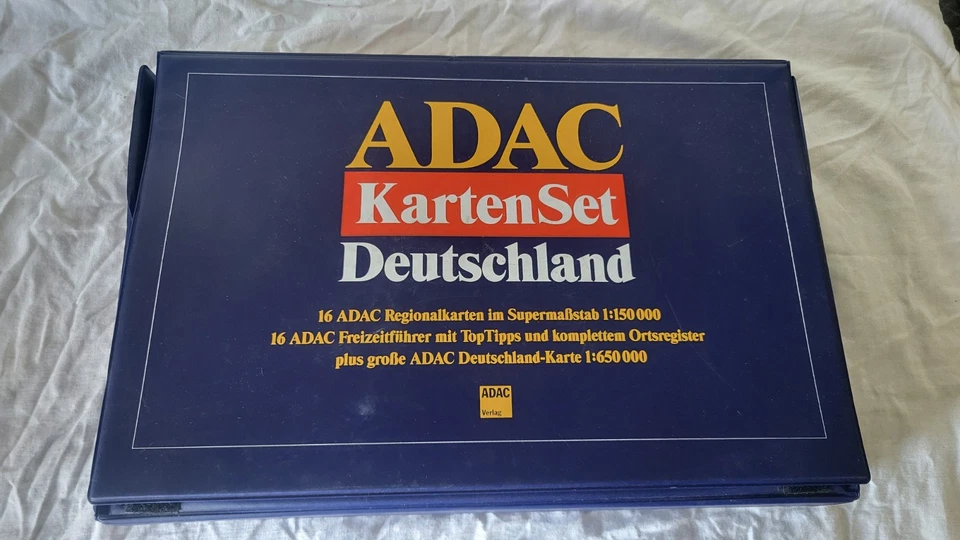 ADAC
KartenSet
Deutschland
16 ADAC Regionalkarten im Supermaßstab 1:150 000
16 ADAC Freizeitführer mit TopTipps und komplettem Ortsregister
plus große ADAC Deutschland-Karte 1:650 000
ADAC
Verlag